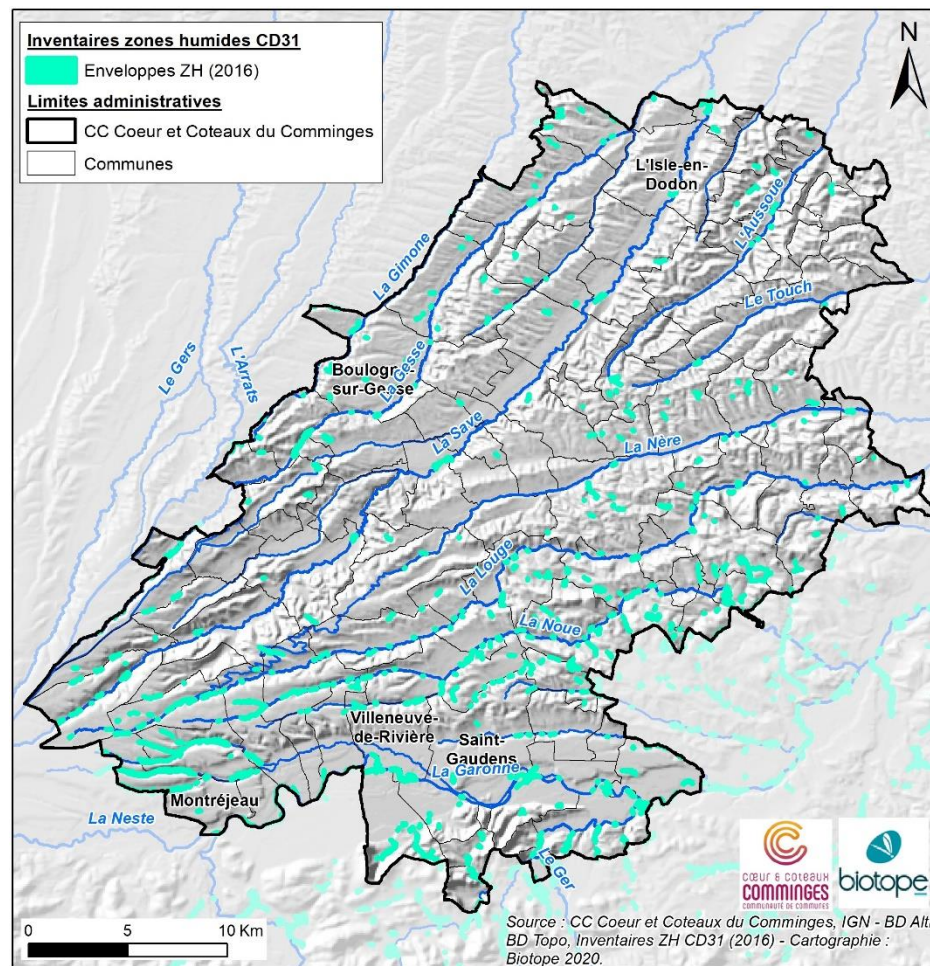 Inventaires zones humides CD31
Enveloppes ZH (2016)
Limites administratives
CC Coeur et Coteaux du Comminges
Communes
N
L'Isle-en-
Dodon
L'Aussoue
La Gimone
Le Touch
Le Gers
L'Arrats
Boulogne
sur-Gesse
La Gesse
La Save
La Nère
La Louge
La Noue
Villeneuve-
de-Rivière
Saint-
Gaudens
La Garonne
Montréjeau
La Neste
Le Ger
0 5 10 Km
CŒUR & COTEAUX
COMMINGES
COMMUNAUTÉ DE COMMUNES
biotope
Source : CC Coeur et Coteaux du Comminges, IGN - BD Alt
BD Topo, Inventaires ZH CD31 (2016) - Cartographie :
Biotope 2020.